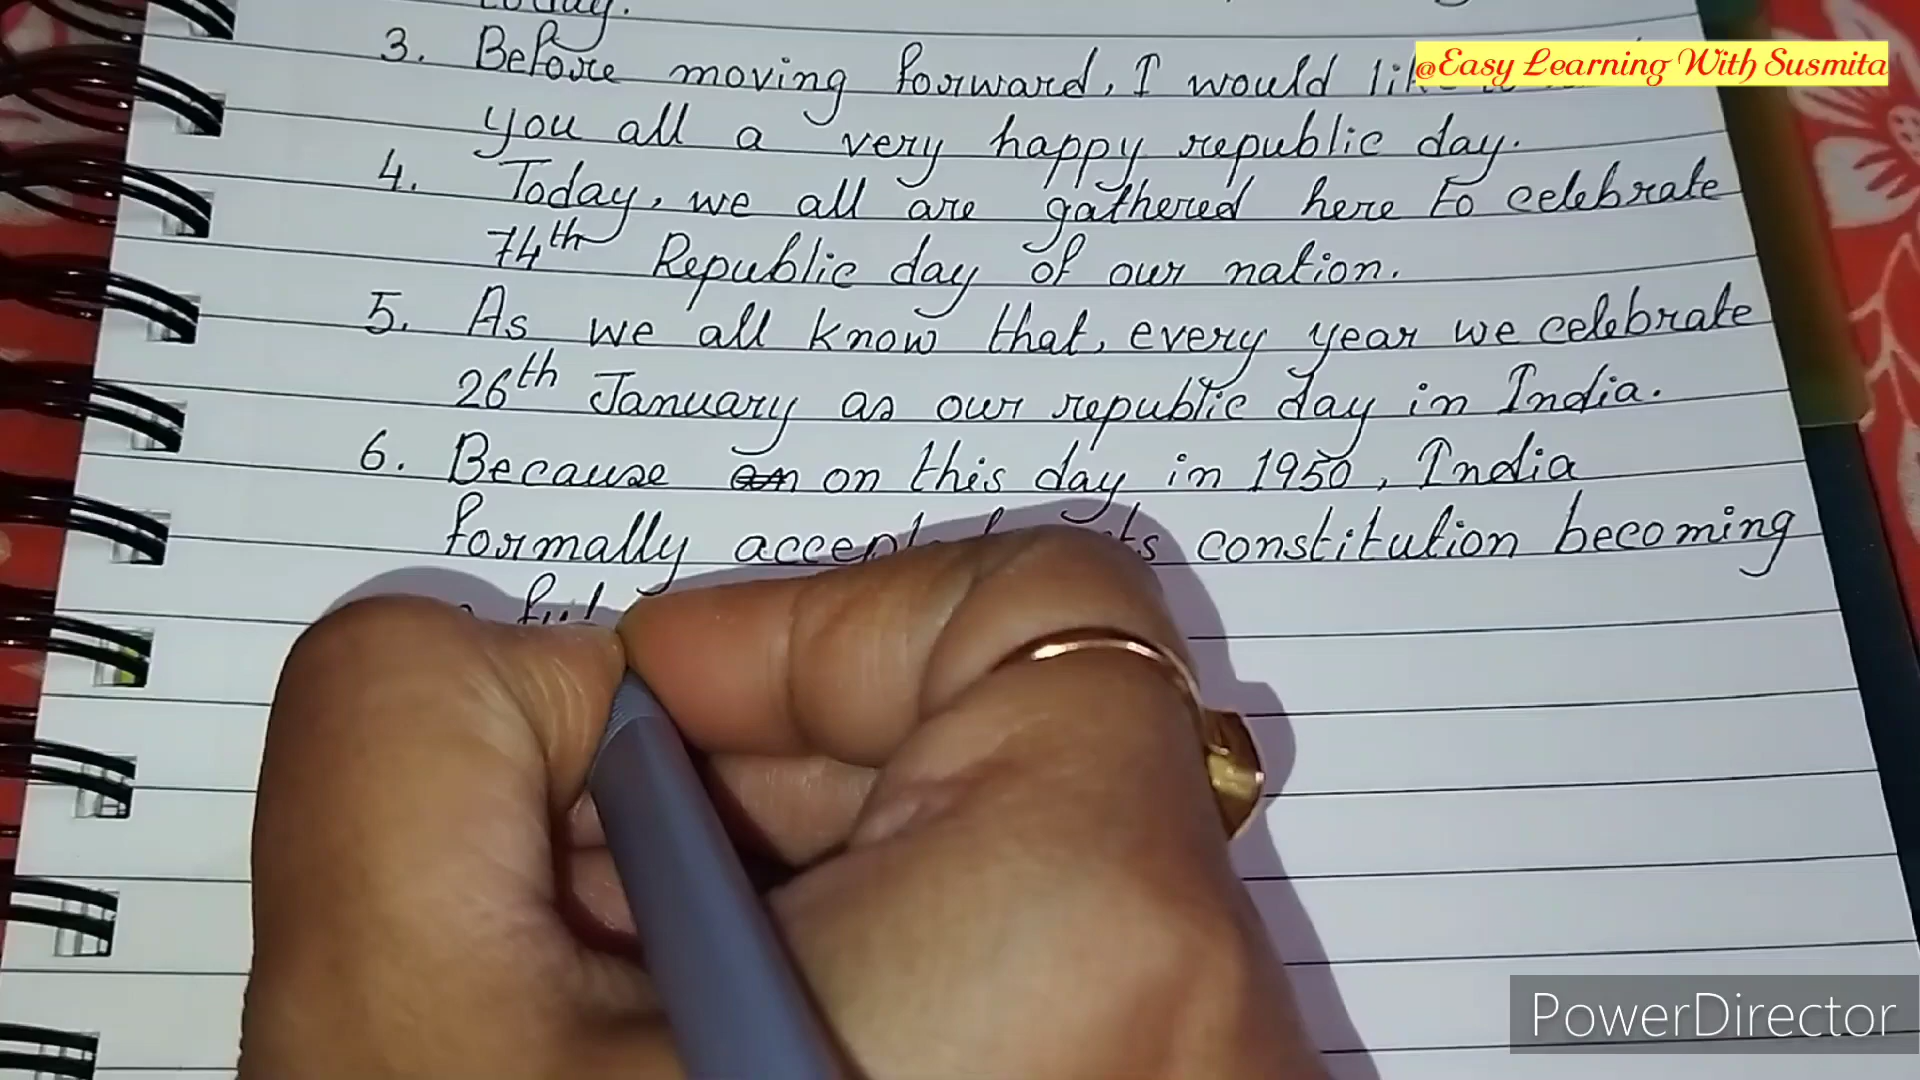 today.
3. Before moving forward, I would
@Easy Learning With Susmita
you all a very happy republic day.
4. Today, we all are gathered here to celebrate
74th Republic day of our nation.
5. As we all know that, every year we celebrate
26th January as our republic day in India.
6. Because on this day in 1950, India
formally constitution becoming
PowerDirector